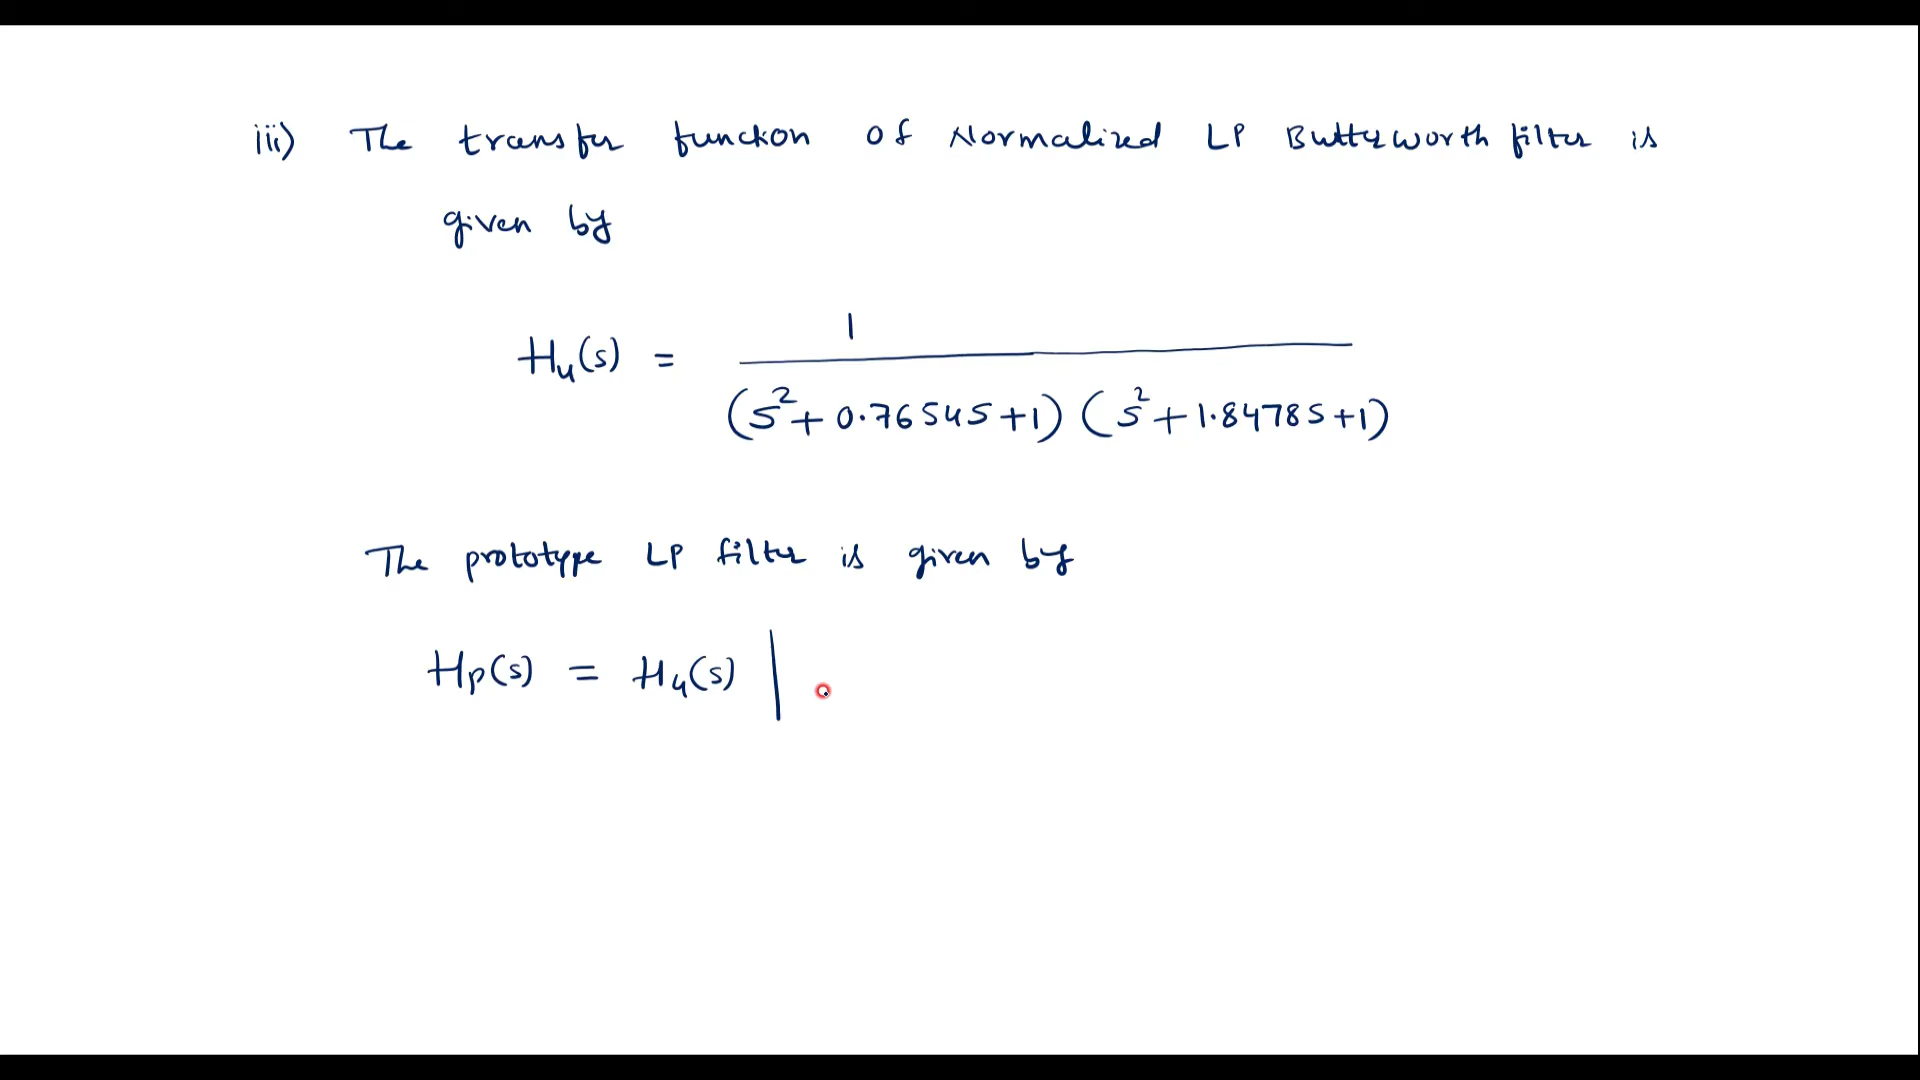 iii) The transfer function of Normalized LP Butterworth filter is
given by
H₄(s) = 1 / (s² + 0.7654s + 1) (s² + 1.8478s + 1)
The prototype LP filter is given by
Hₚ(s) = H₄(s) |